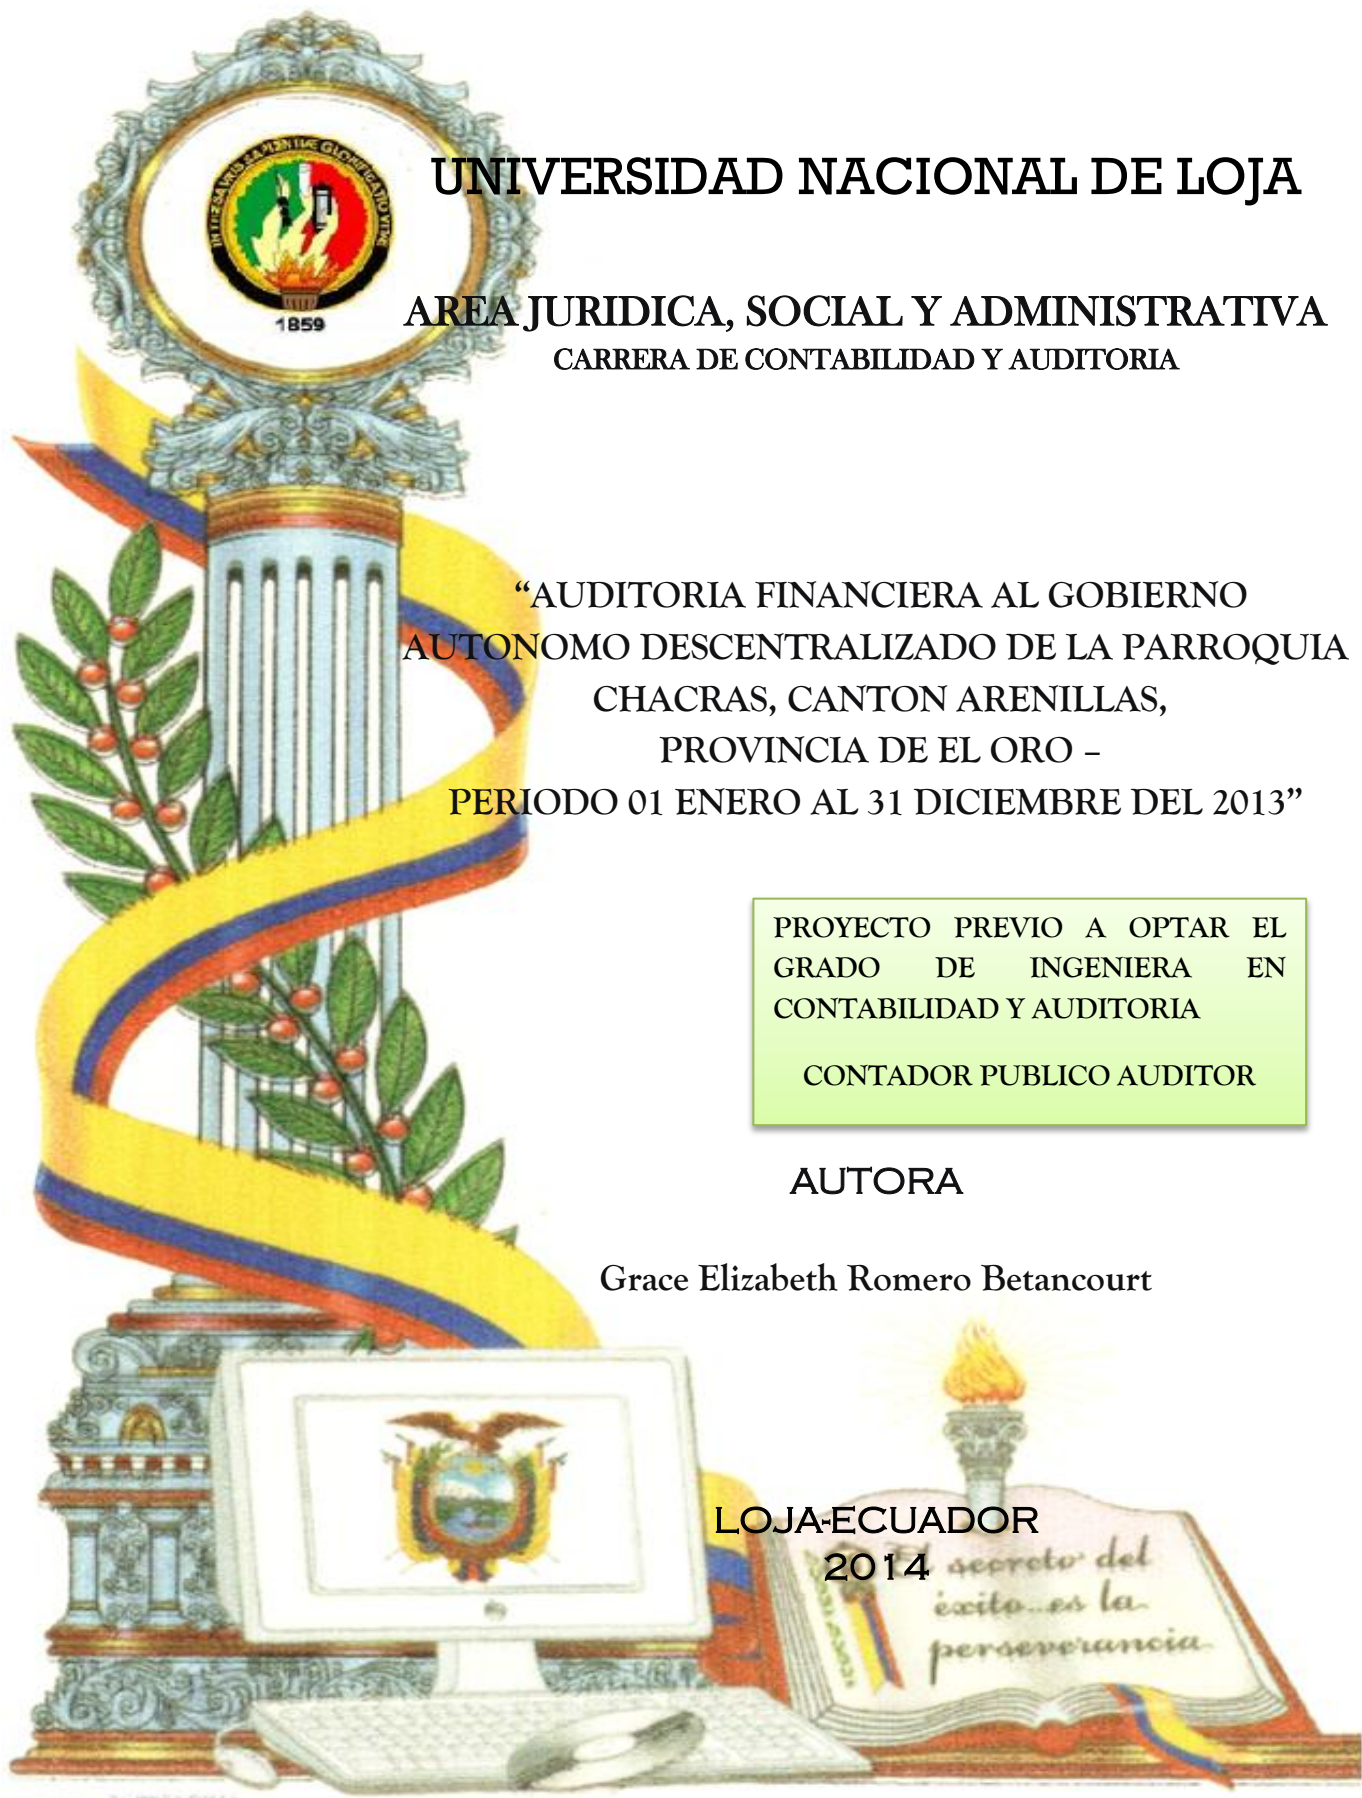 UNIVERSIDAD NACIONAL DE LOJA
1859
AREA JURIDICA, SOCIAL Y ADMINISTRATIVA
CARRERA DE CONTABILIDAD Y AUDITORIA
“AUDITORIA FINANCIERA AL GOBIERNO
AUTONOMO DESCENTRALIZADO DE LA PARROQUIA
CHACRAS, CANTON ARENILLAS,
PROVINCIA DE EL ORO –
PERIODO 01 ENERO AL 31 DICIEMBRE DEL 2013”
PROYECTO PREVIO A OPTAR EL
GRADO DE INGENIERA EN
CONTABILIDAD Y AUDITORIA
CONTADOR PUBLICO AUDITOR
AUTORA
Grace Elizabeth Romero Betancourt
LOJA-ECUADOR
2014
El secreto del
éxito...es la
perseverancia